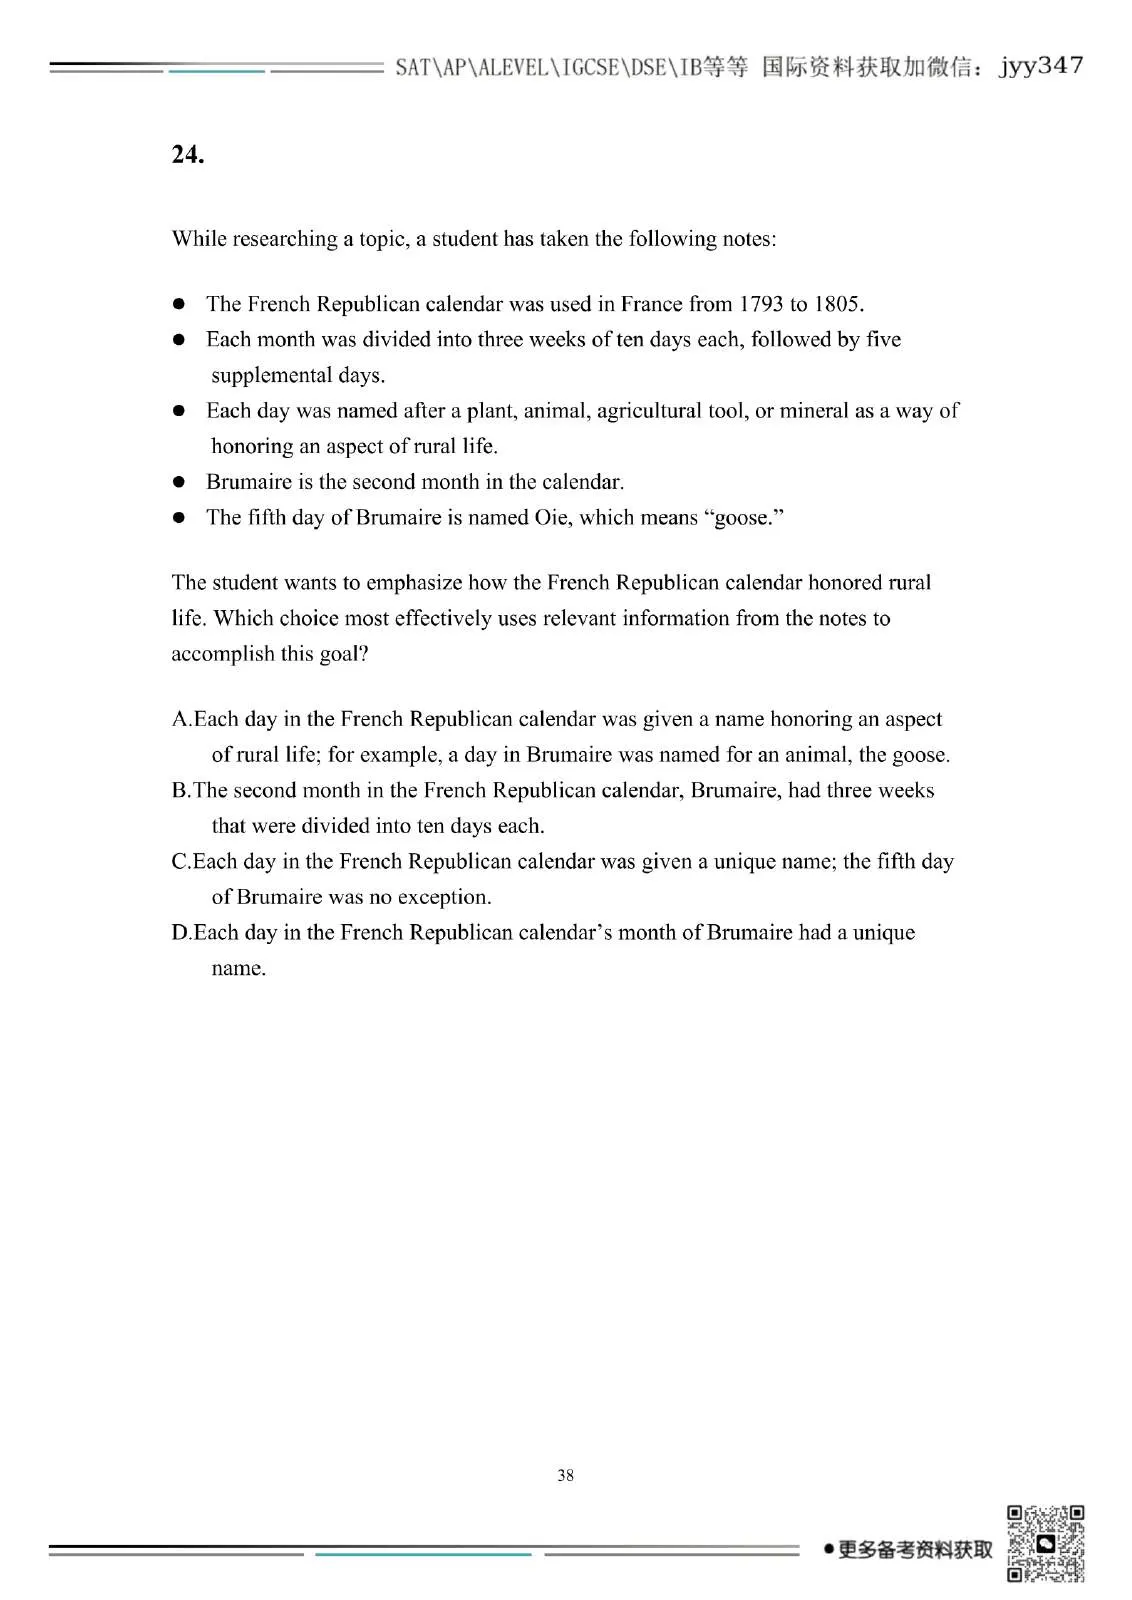 SAT\AP\ALEVEL\IGCSE\DSE\IB等等 国际资料获取加微信: jyy347
24.
While researching a topic, a student has taken the following notes:
● The French Republican calendar was used in France from 1793 to 1805.
● Each month was divided into three weeks of ten days each, followed by five
supplemental days.
● Each day was named after a plant, animal, agricultural tool, or mineral as a way of
honoring an aspect of rural life.
● Brumaire is the second month in the calendar.
● The fifth day of Brumaire is named Oie, which means “goose.”
The student wants to emphasize how the French Republican calendar honored rural
life. Which choice most effectively uses relevant information from the notes to
accomplish this goal?
A.Each day in the French Republican calendar was given a name honoring an aspect
of rural life; for example, a day in Brumaire was named for an animal, the goose.
B.The second month in the French Republican calendar, Brumaire, had three weeks
that were divided into ten days each.
C.Each day in the French Republican calendar was given a unique name; the fifth day
of Brumaire was no exception.
D.Each day in the French Republican calendar’s month of Brumaire had a unique
name.
38
●更多备考资料获取